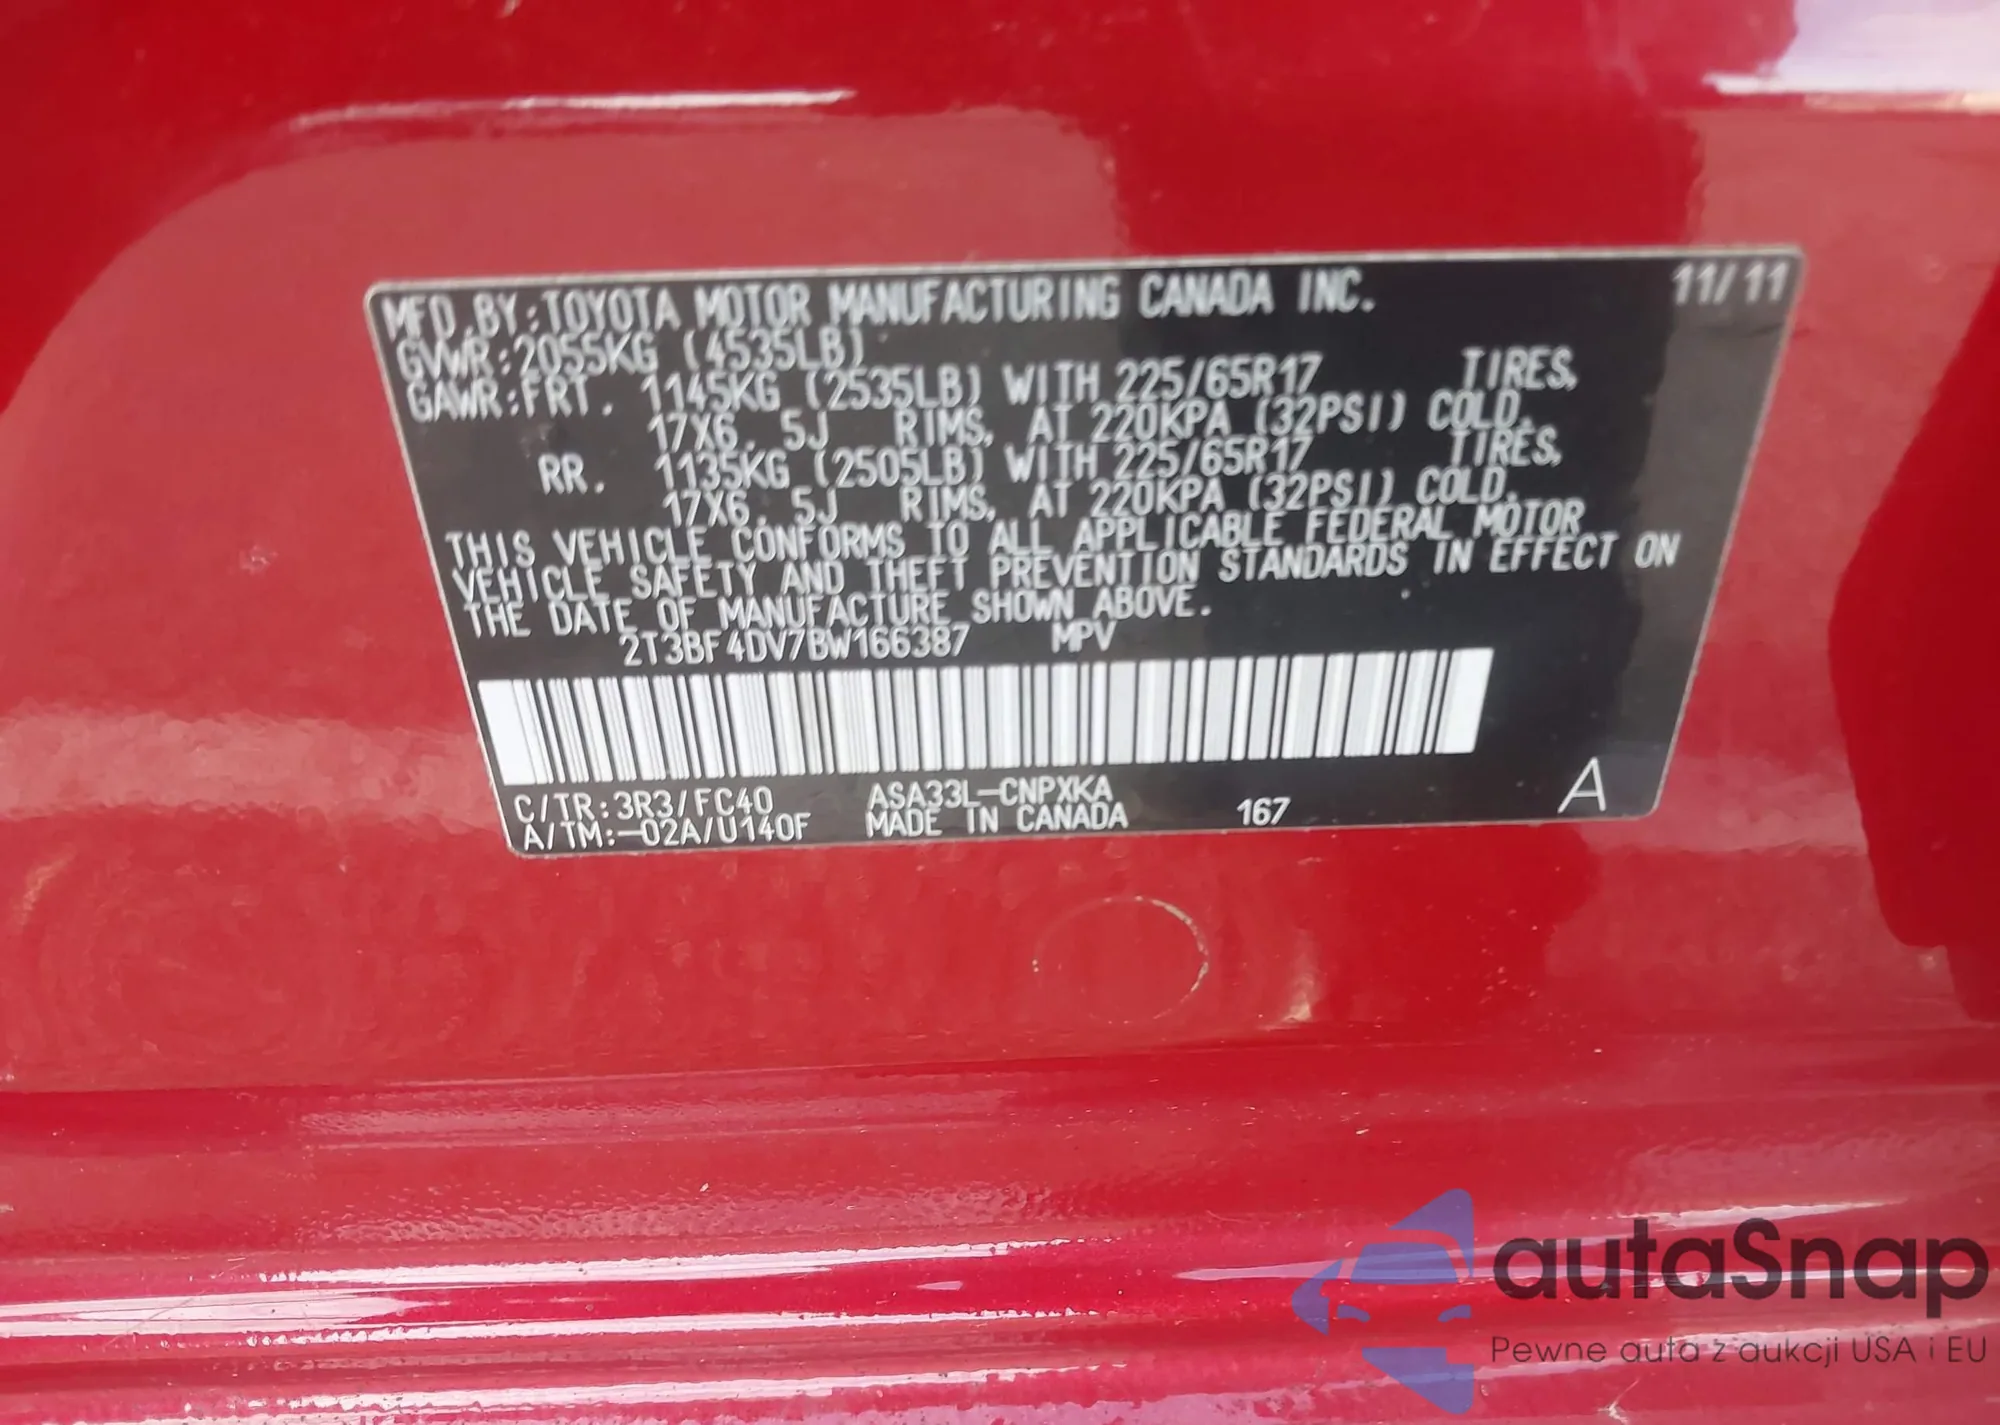 MFD.BY:TOYOTA MOTOR MANUFACTURING CANADA INC. 11/11
GVWR:2055KG (4535LB)
GAWR:FRT. 1145KG (2535LB) WITH 225/65R17 TIRES,
17X6.5J RIMS, AT 220KPA (32PSI) COLD.
RR. 1135KG (2505LB) WITH 225/65R17 TIRES,
17X6.5J RIMS, AT 220KPA (32PSI) COLD.
THIS VEHICLE CONFORMS TO ALL APPLICABLE FEDERAL MOTOR
VEHICLE SAFETY AND THEFT PREVENTION STANDARDS IN EFFECT ON
THE DATE OF MANUFACTURE SHOWN ABOVE.
2T3BF4DV7BW166387 MPV
C/TR:3R3/FC40 ASA33L-CNPXKA
A/TM:-02A/U140F MADE IN CANADA 167 A
autaSnap
Pewne auta z aukcji USA i EU